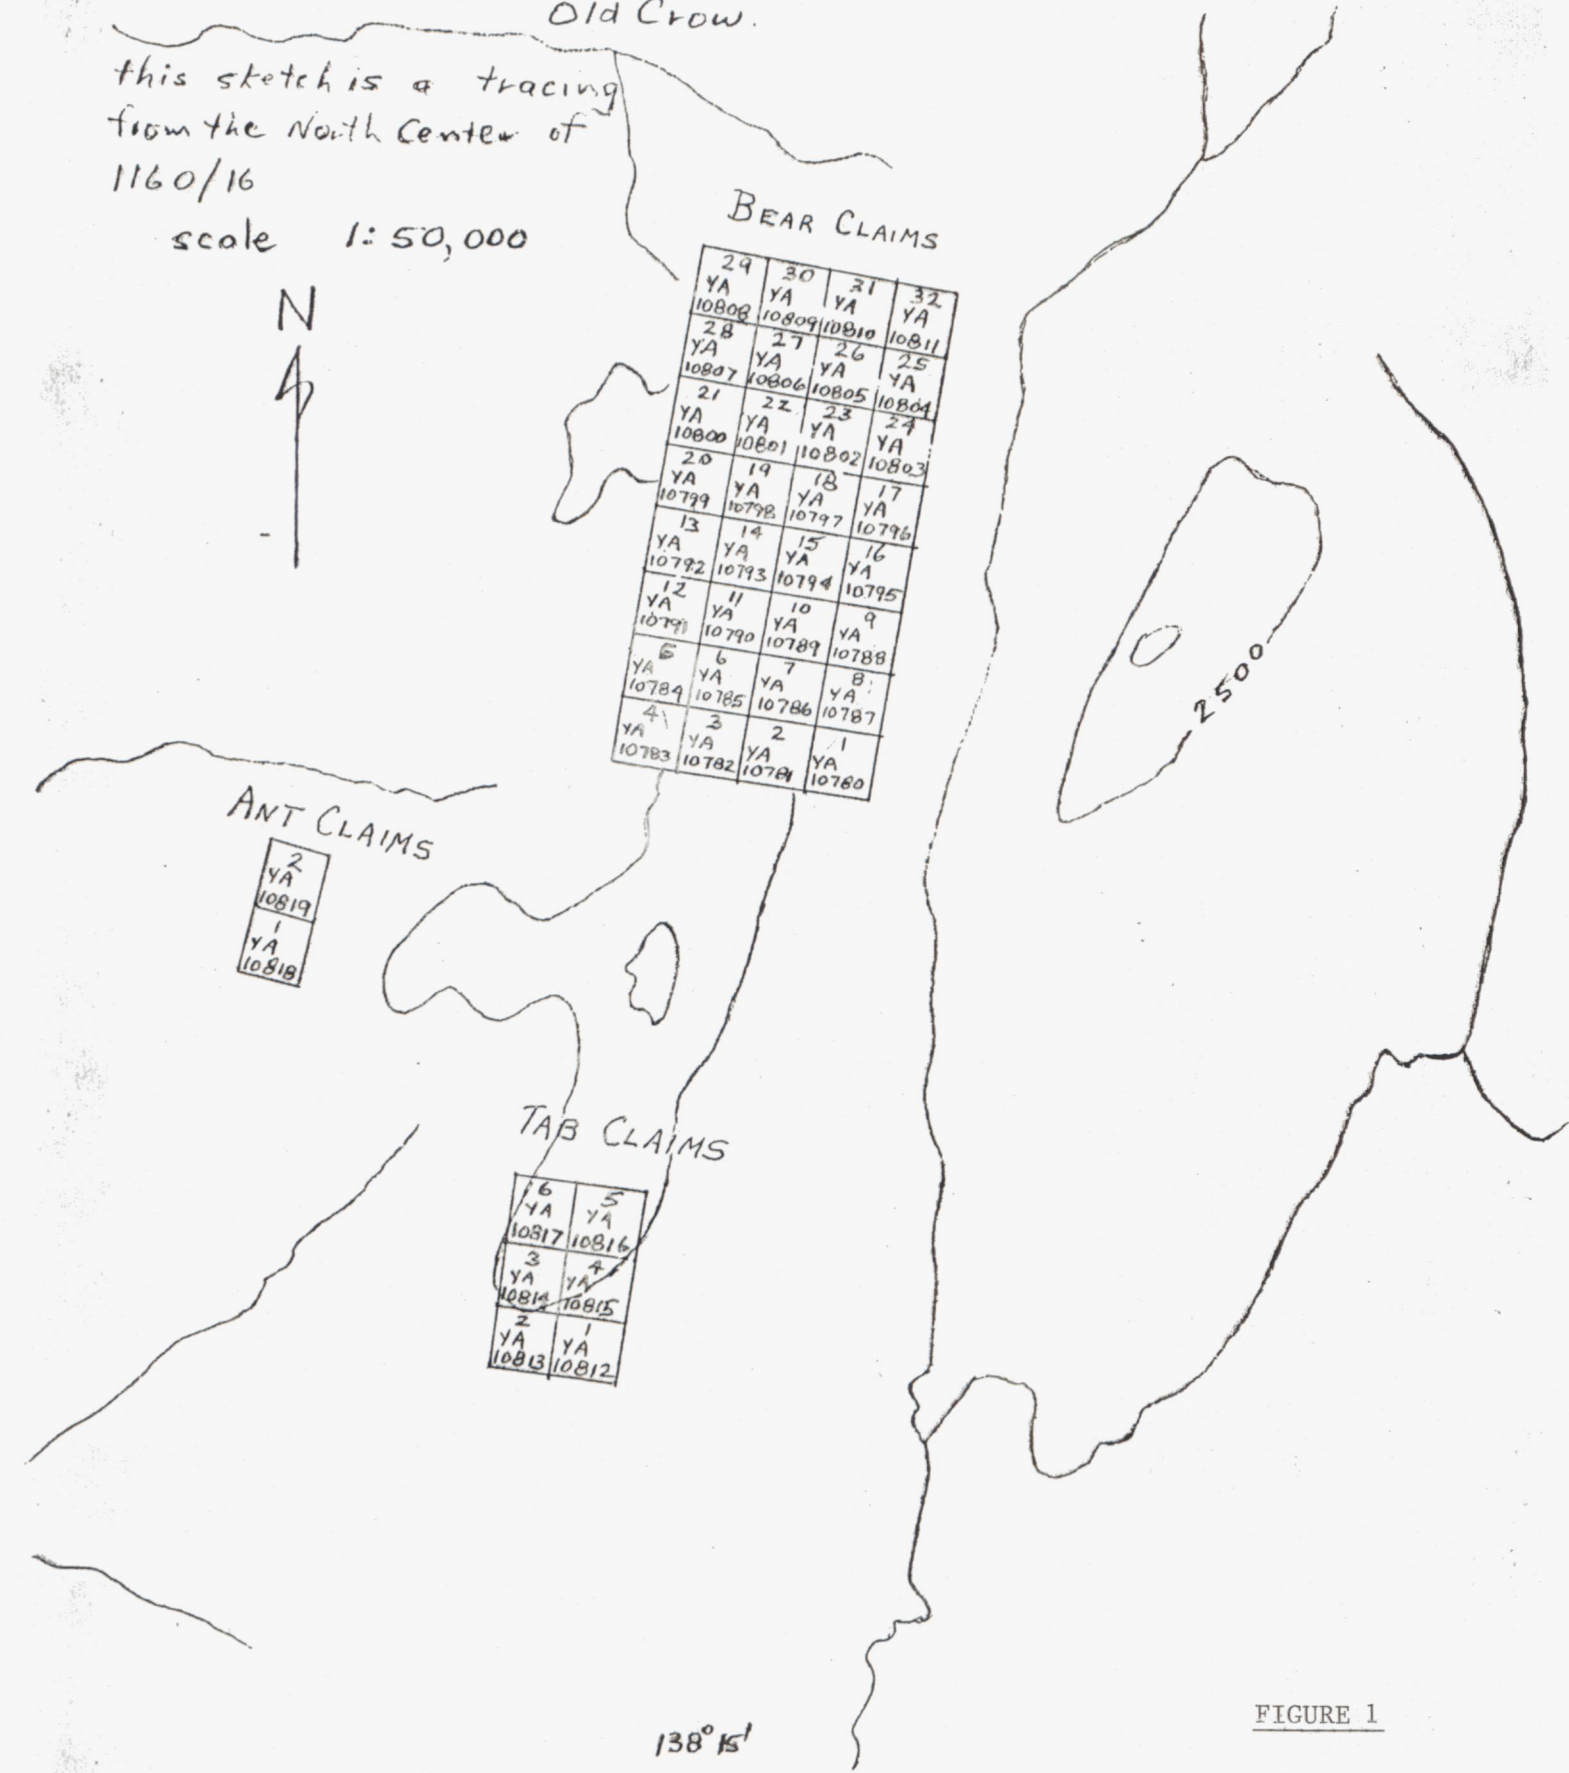 Old Crow.
this sketch is a tracing
from the North Center of
1160/16
scale 1: 50,000
N
BEAR CLAIMS
29 30 31 32
YA YA YA YA
10808 10809 10810 10811
28 27 26 25
YA YA YA YA
10807 10806 10805 10804
21 22 23 24
YA YA YA YA
10800 10801 10802 10803
20 19 18 17
YA YA YA YA
10799 10798 10797 10796
13 14 15 16
YA YA YA YA
10792 10793 10794 10795
12 11 10 9
YA YA YA YA
10791 10790 10789 10788
5 6 7 8
YA YA YA YA
10784 10785 10786 10787
4 3 2 1
YA YA YA YA
10783 10782 10781 10780
2500
ANT CLAIMS
2
YA
10819
1
YA
10818
TAB CLAIMS
6 5
YA YA
10817 10816
3 4
YA YA
10814 10815
2 1
YA YA
10813 10812
FIGURE 1
138° 15'